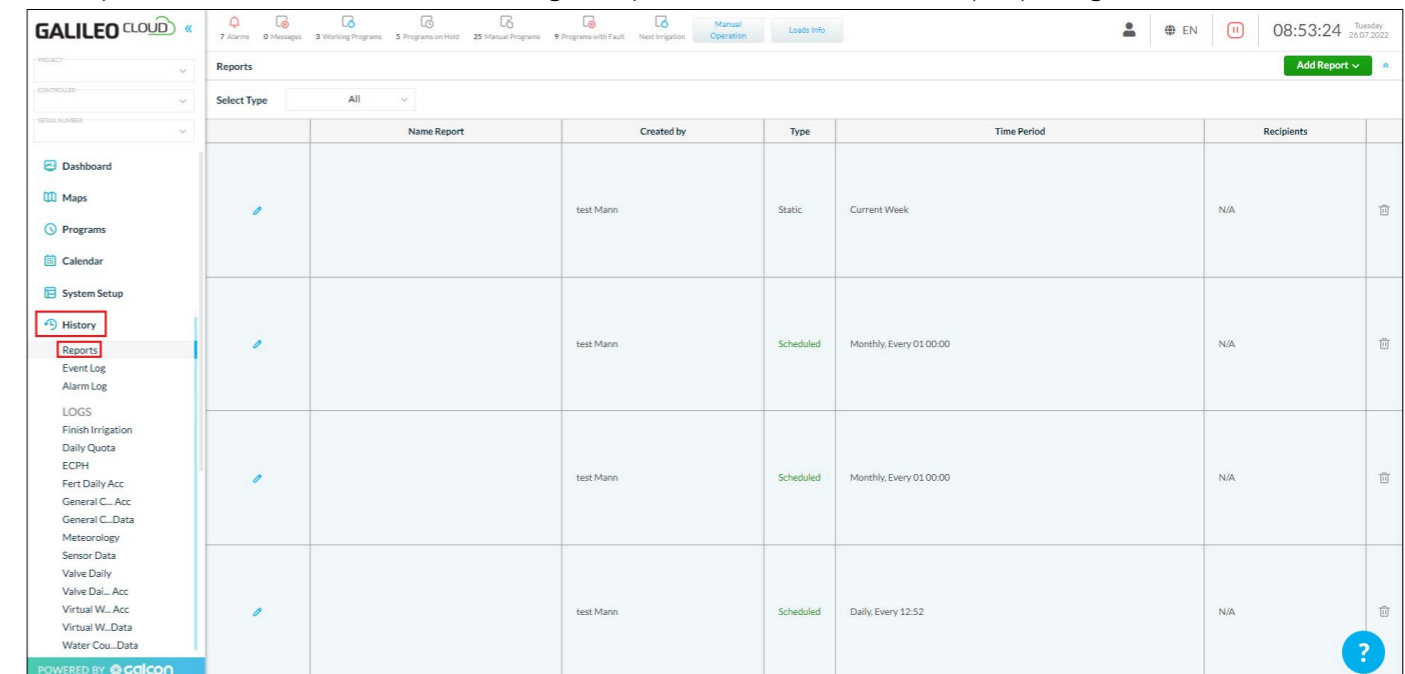 GALILEO CLOUD «
7 Alarms 0 Messages 3 Working Programs 5 Programs on Hold 25 Manual Programs 9 Programs with Fault Next Irrigation Manual Operation Loads Info EN 08:53:24 Tuesday 26.07.2022
PROJECT
CONTROLLER
SERIAL NUMBER
Dashboard
Maps
Programs
Calendar
System Setup
History
Reports
Event Log
Alarm Log
LOGS
Finish Irrigation
Daily Quota
ECPH
Fert Daily Acc
General C... Acc
General C...Data
Meteorology
Sensor Data
Valve Daily
Valve Dai... Acc
Virtual W... Acc
Virtual W...Data
Water Cou...Data
POWERED BY galcon
Reports Add Report
Select Type All
Name Report Created by Type Time Period Recipients
test Mann Static Current Week N/A
test Mann Scheduled Monthly, Every 01 00:00 N/A
test Mann Scheduled Monthly, Every 01 00:00 N/A
test Mann Scheduled Daily, Every 12:52 N/A
?